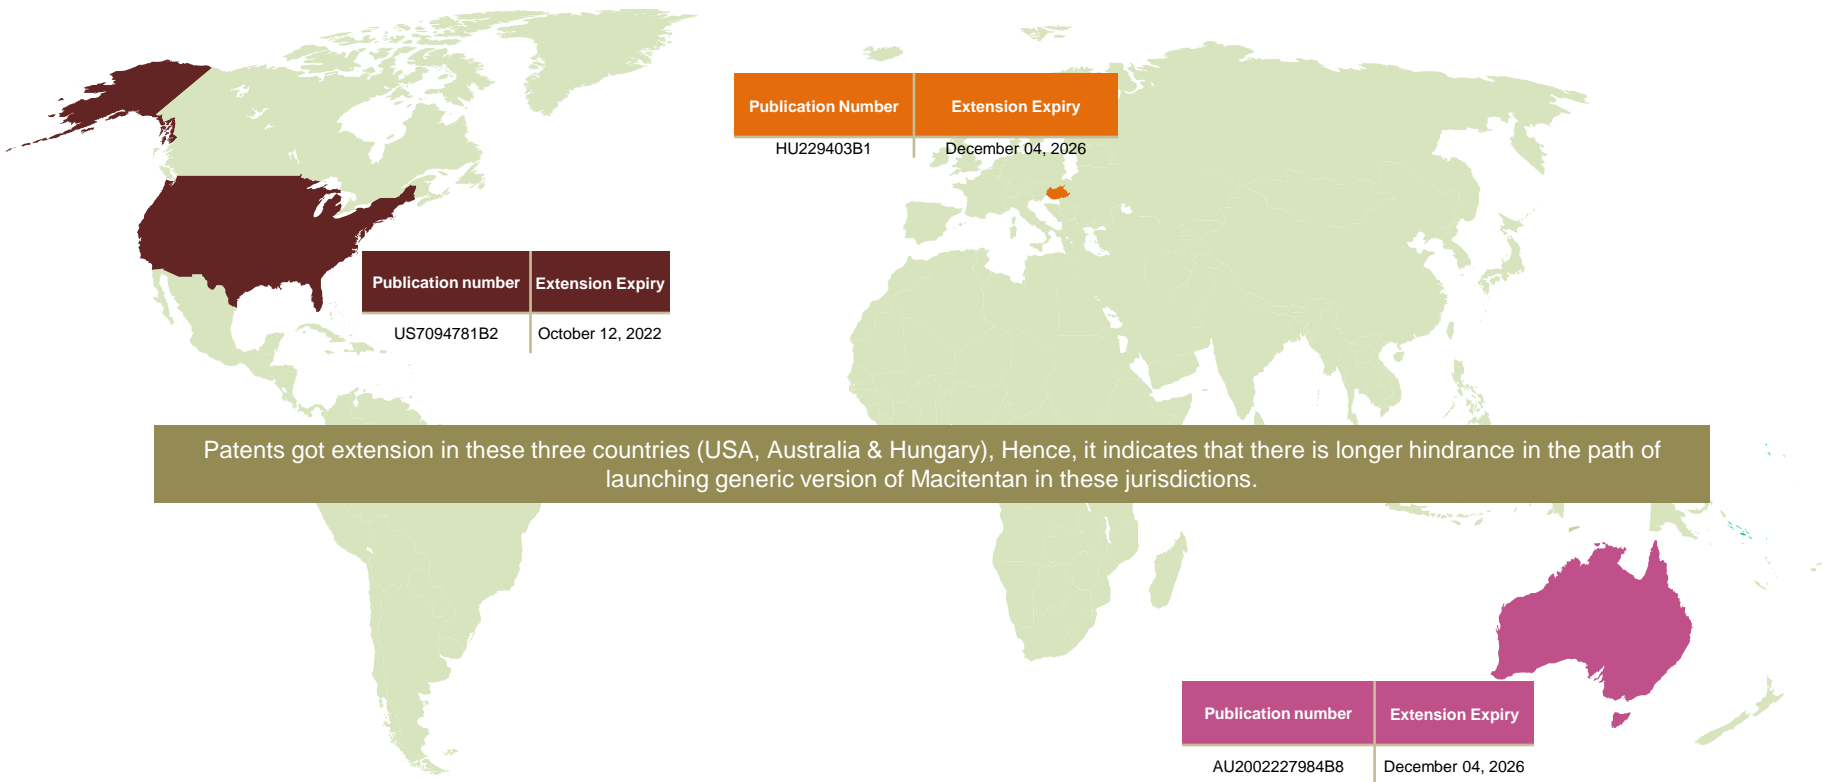 Publication Number Extension Expiry
HU229403B1 December 04, 2026
Publication number Extension Expiry
US7094781B2 October 12, 2022
Patents got extension in these three countries (USA, Australia & Hungary), Hence, it indicates that there is longer hindrance in the path of
launching generic version of Macitentan in these jurisdictions.
Publication number Extension Expiry
AU2002227984B8 December 04, 2026